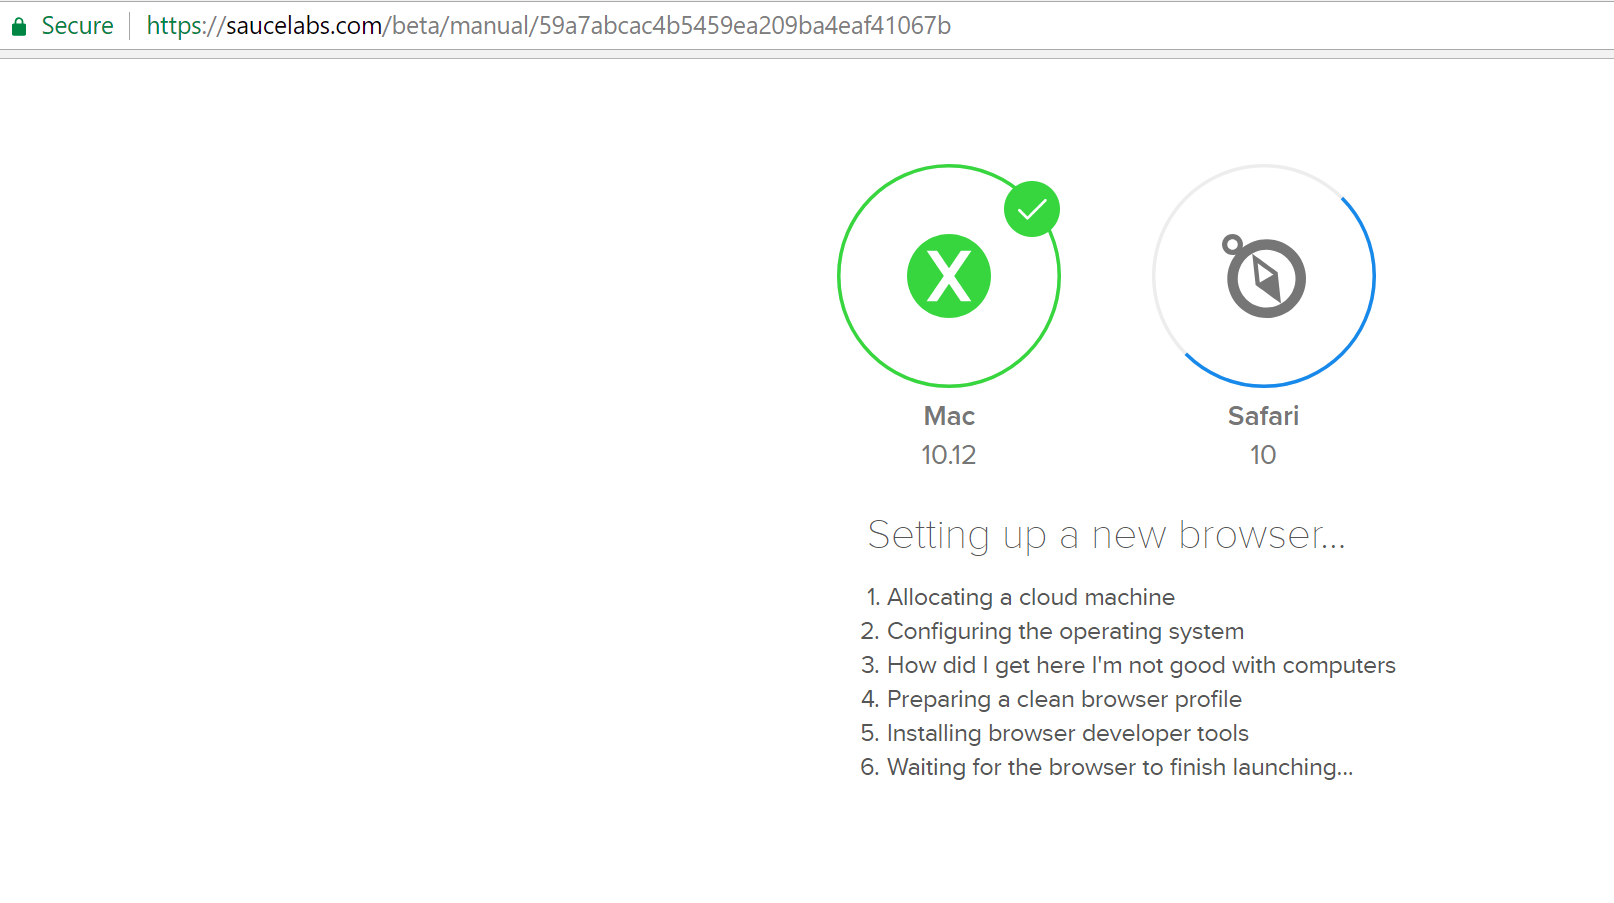 Secure https://saucelabs.com/beta/manual/59a7abcac4b5459ea209ba4eaf41067b
X
Mac Safari
10.12 10
Setting up a new browser...
1. Allocating a cloud machine
2. Configuring the operating system
3. How did I get here I'm not good with computers
4. Preparing a clean browser profile
5. Installing browser developer tools
6. Waiting for the browser to finish launching...